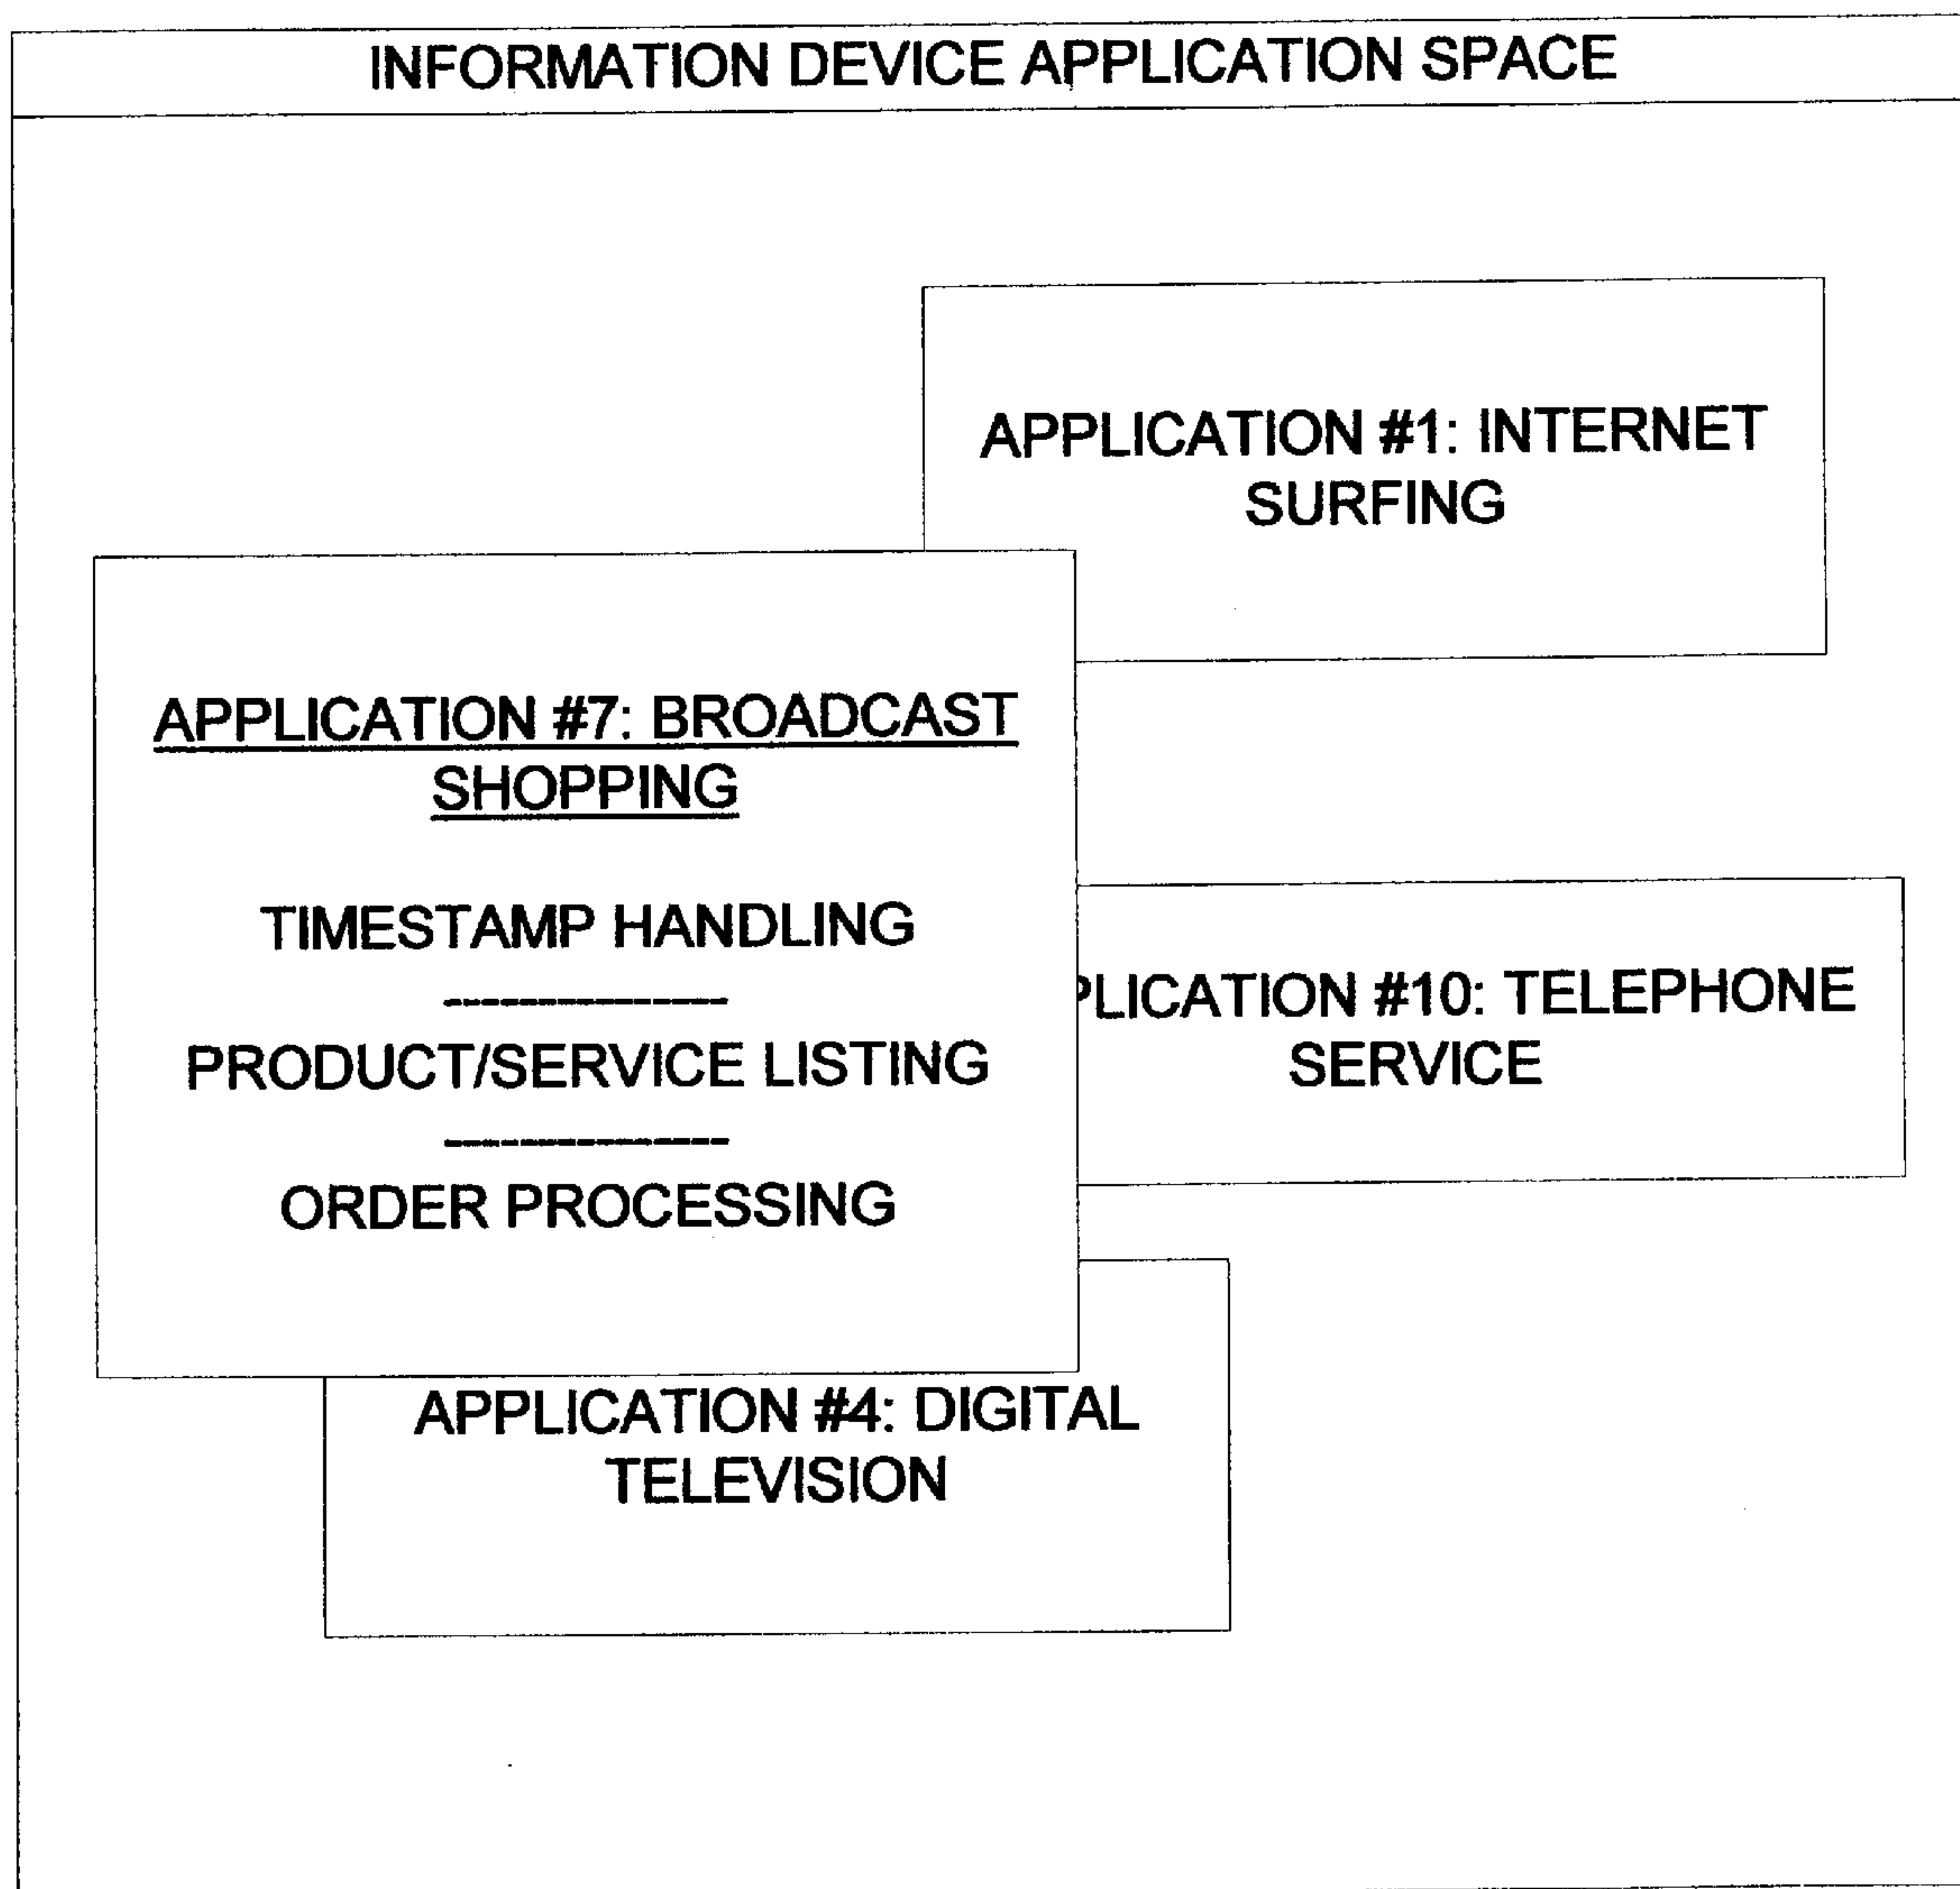 INFORMATION DEVICE APPLICATION SPACE
APPLICATION #1: INTERNET
SURFING
APPLICATION #7: BROADCAST
SHOPPING
TIMESTAMP HANDLING
---------------
PRODUCT/SERVICE LISTING
---------------
ORDER PROCESSING
PLICATION #10: TELEPHONE
SERVICE
APPLICATION #4: DIGITAL
TELEVISION